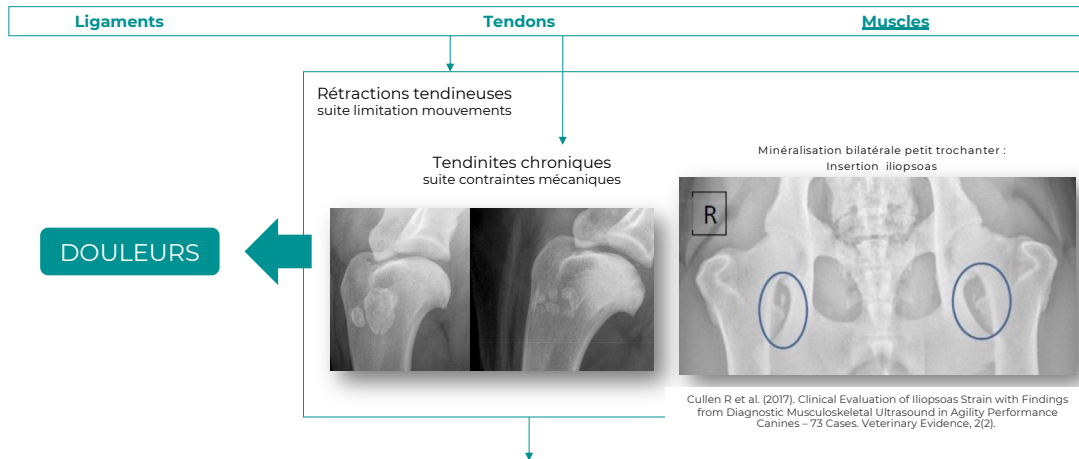 Ligaments
Tendons
Muscles
Rétractions tendineuses
suite limitation mouvements
Tendinites chroniques
suite contraintes mécaniques
Minéralisation bilatérale petit trochanter :
Insertion iliopsoas
R
DOULEURS
Cullen R et al. (2017). Clinical Evaluation of Iliopsoas Strain with Findings
from Diagnostic Musculoskeletal Ultrasound in Agility Performance
Canines – 73 Cases. Veterinary Evidence, 2(2).